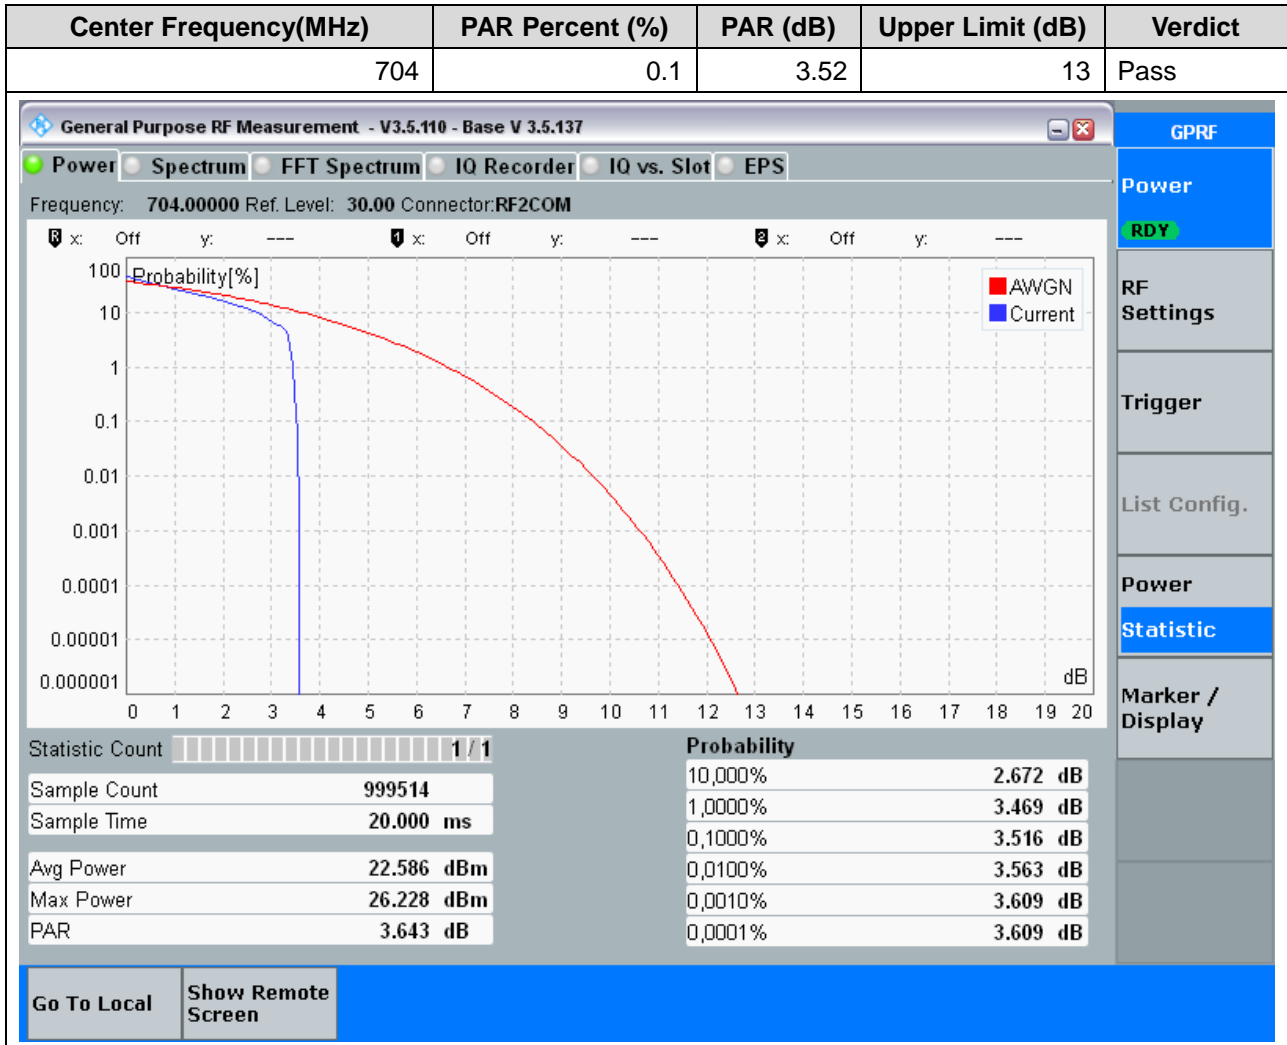 Center Frequency(MHz) PAR Percent (%) PAR (dB) Upper Limit (dB) Verdict
704 0.1 3.52 13 Pass
General Purpose RF Measurement - V3.5.110 - Base V 3.5.137
GPRF
Power Spectrum FFT Spectrum IQ Recorder IQ vs. Slot EPS
Frequency: 704.00000 Ref. Level: 30.00 Connector:RF2COM
R x: Off y: --- 1 x: Off y: --- 2 x: Off y: ---
Probability[%]
AWGN
Current
100
10
1
0.1
0.01
0.001
0.0001
0.00001
0.000001
dB
0 1 2 3 4 5 6 7 8 9 10 11 12 13 14 15 16 17 18 19 20
Statistic Count 1 / 1
Sample Count 999514
Sample Time 20.000 ms
Avg Power 22.586 dBm
Max Power 26.228 dBm
PAR 3.643 dB
Probability
10,000% 2.672 dB
1,0000% 3.469 dB
0,1000% 3.516 dB
0,0100% 3.563 dB
0,0010% 3.609 dB
0,0001% 3.609 dB
Power
RDY
RF
Settings
Trigger
List Config.
Power
Statistic
Marker /
Display
Go To Local
Show Remote
Screen